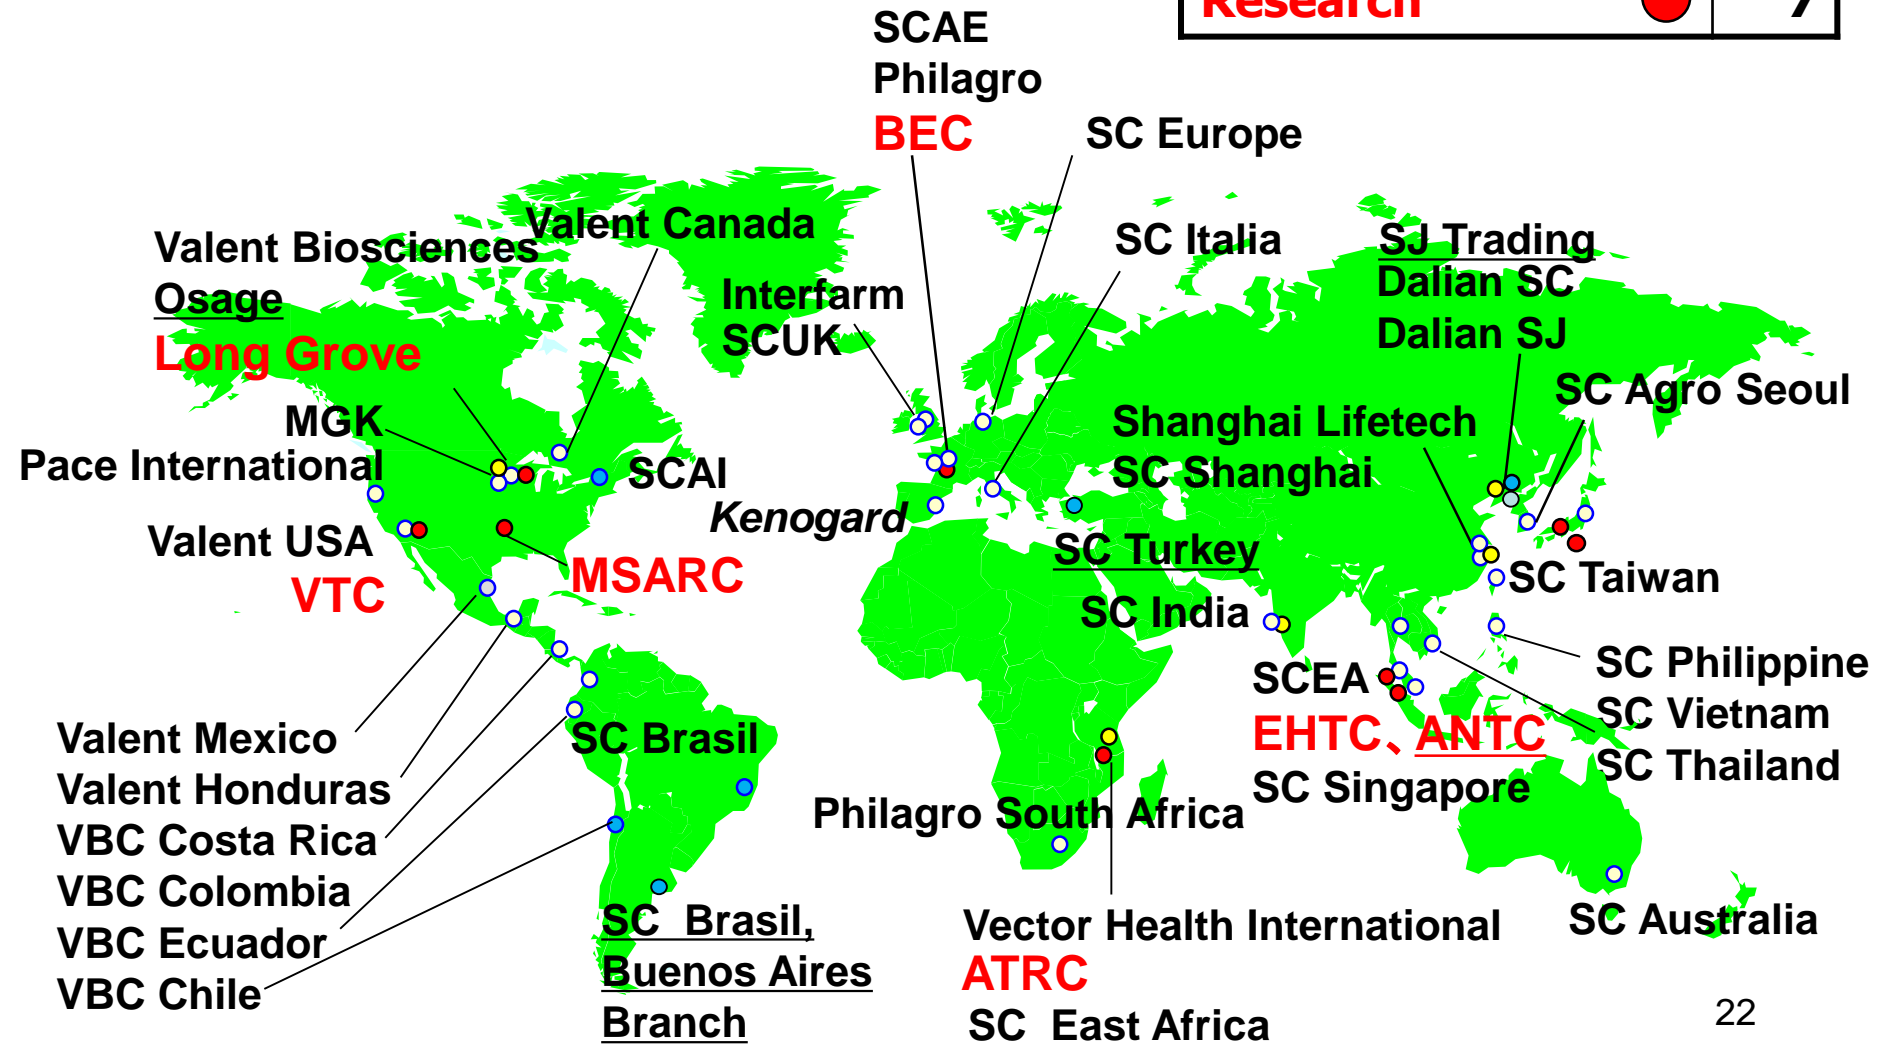 Research 7
SCAE
Philagro
BEC
SC Europe
Valent Canada
Valent Biosciences
Osage
Long Grove
SC Italia
SJ Trading
Dalian SC
Dalian SJ
Interfarm
SCUK
SC Agro Seoul
MGK
Pace International
SCAI
Kenogard
Shanghai Lifetech
SC Shanghai
Valent USA
VTC
MSARC
SC Turkey
SC Taiwan
SC India
SC Philippine
SC Vietnam
SC Thailand
SCEA
EHTC、ANTC
SC Singapore
Valent Mexico
Valent Honduras
VBC Costa Rica
VBC Colombia
VBC Ecuador
VBC Chile
SC Brasil
Philagro South Africa
SC Brasil,
Buenos Aires
Branch
Vector Health International
ATRC
SC East Africa
SC Australia
22